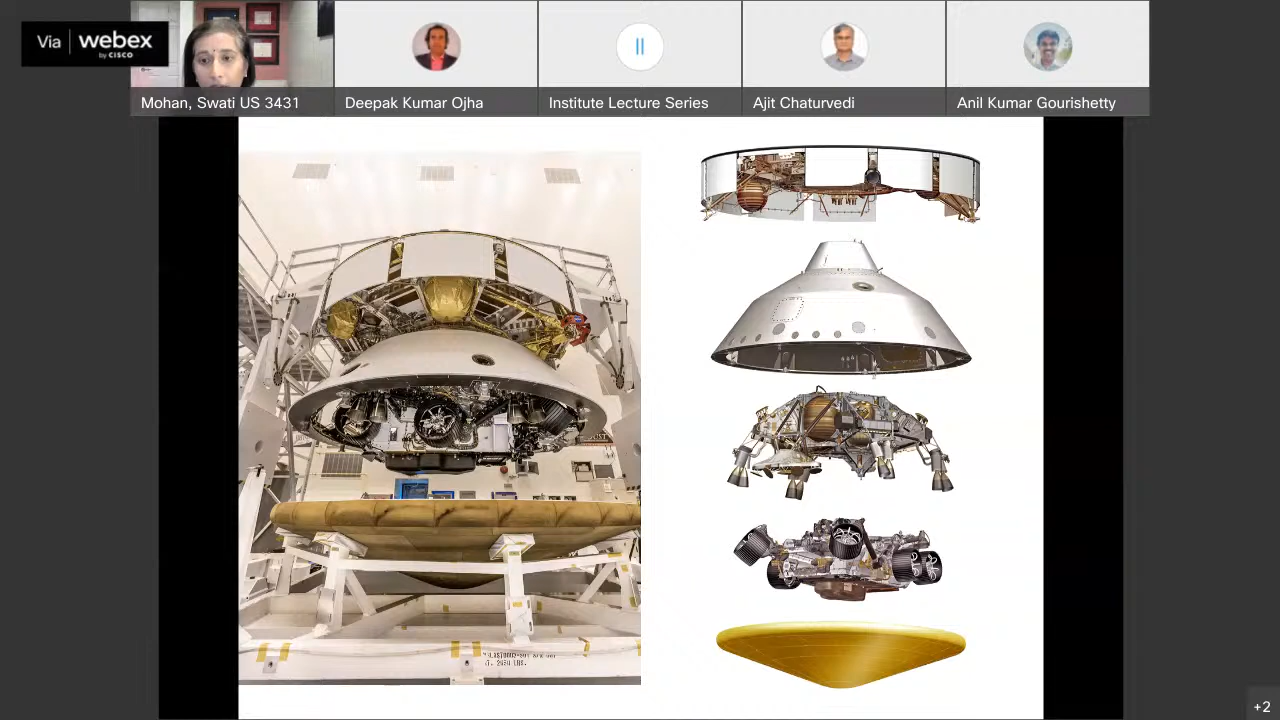 Via webex
by CISCO
Mohan, Swati US 3431
Deepak Kumar Ojha
Institute Lecture Series
Ajit Chaturvedi
Anil Kumar Gourishetty
+2